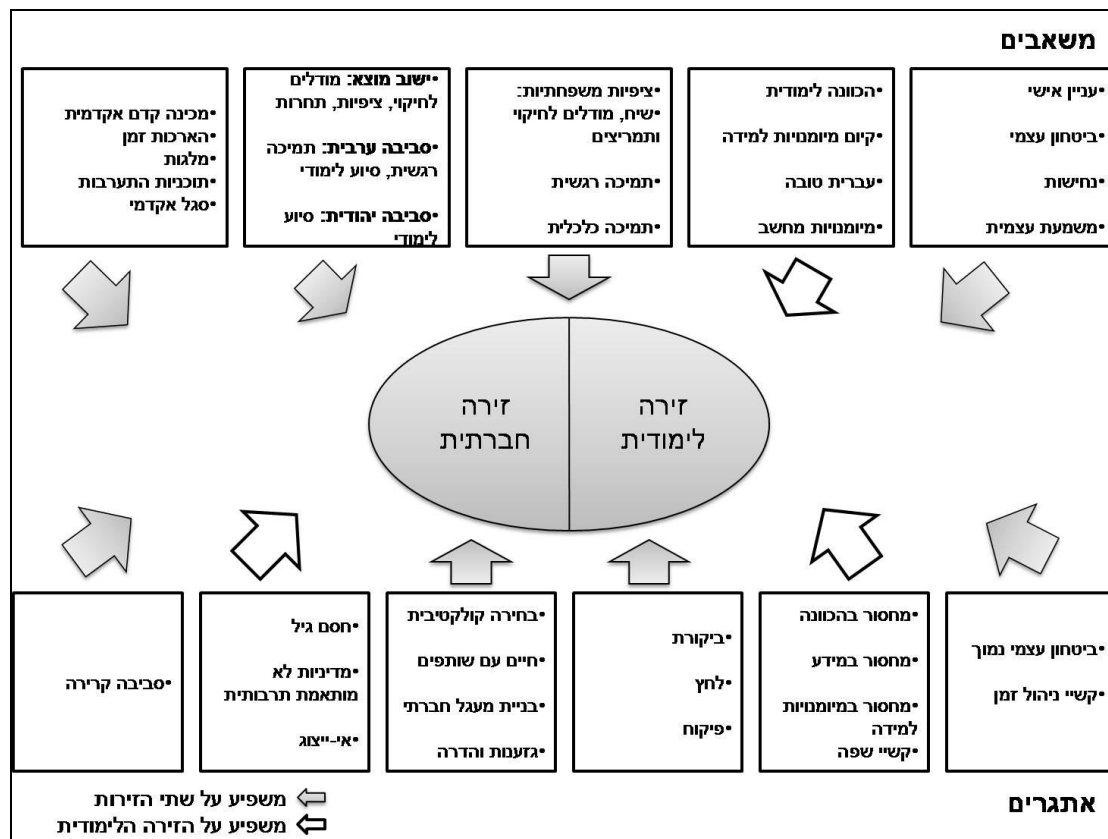 משאבים
•עניין אישי
•ביטחון עצמי
•נחישות
•משמעת עצמית
•הכוונה לימודית
•קיום מיומנויות למידה
•עברית טובה
•מיומנויות מחשב
•ציפיות משפחתיות:
•שיח, מודלים לחיקוי
ותמריצים
•תמיכה רגשית
•תמיכה כלכלית
•ישוב מוצא: מודלים
לחיקוי, ציפיות, תחרות
•סביבה ערבית: תמיכה
רגשית, סיוע לימודי
•סביבה יהודית: סיוע
לימודי
•מכינה קדם אקדמית
•הארכות זמן
•מלגות
•תוכניות התערבות
•סגל אקדמי
זירה
לימודית
זירה
חברתית
•ביטחון עצמי נמוך
•קשיי ניהול זמן
•מחסור בהכוונה
•מחסור במידע
•מחסור במיומנויות
למידה
•קשיי שפה
•ביקורת
•לחץ
•פיקוח
•בחירה קולקטיבית
•חיים עם שותפים
•בניית מעגל חברתי
•גזענות והדרה
•חסם גיל
•מדיניות לא
מותאמת תרבותית
•אי-ייצוג
•סביבה קרירה
אתגרים
משפיע על שתי הזירות
משפיע על הזירה הלימודית